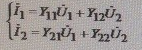 İ₁ = Y₁₁U̇₁ + Y₁₂U̇₂
İ₂ = Y₂₁U̇₁ + Y₂₂U̇₂